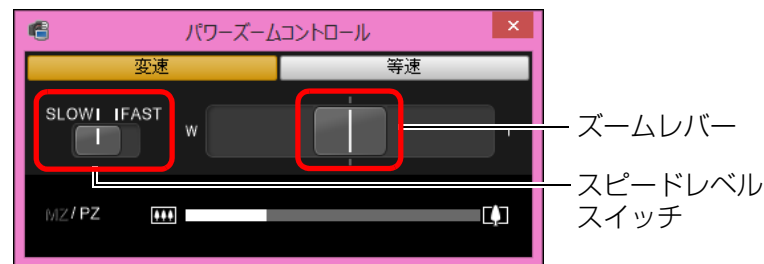 パワーズームコントロール
変速
等速
SLOW FAST
W
T
ズームレバー
スピードレベル
スイッチ
MZ/PZ